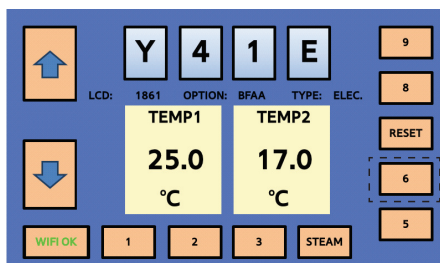 Y 4 1 E
9
LCD: 1861 OPTION: BFAA TYPE: ELEC.
8
TEMP1 TEMP2
RESET
25.0 17.0
°C °C
6
5
WIFI OK 1 2 3 STEAM